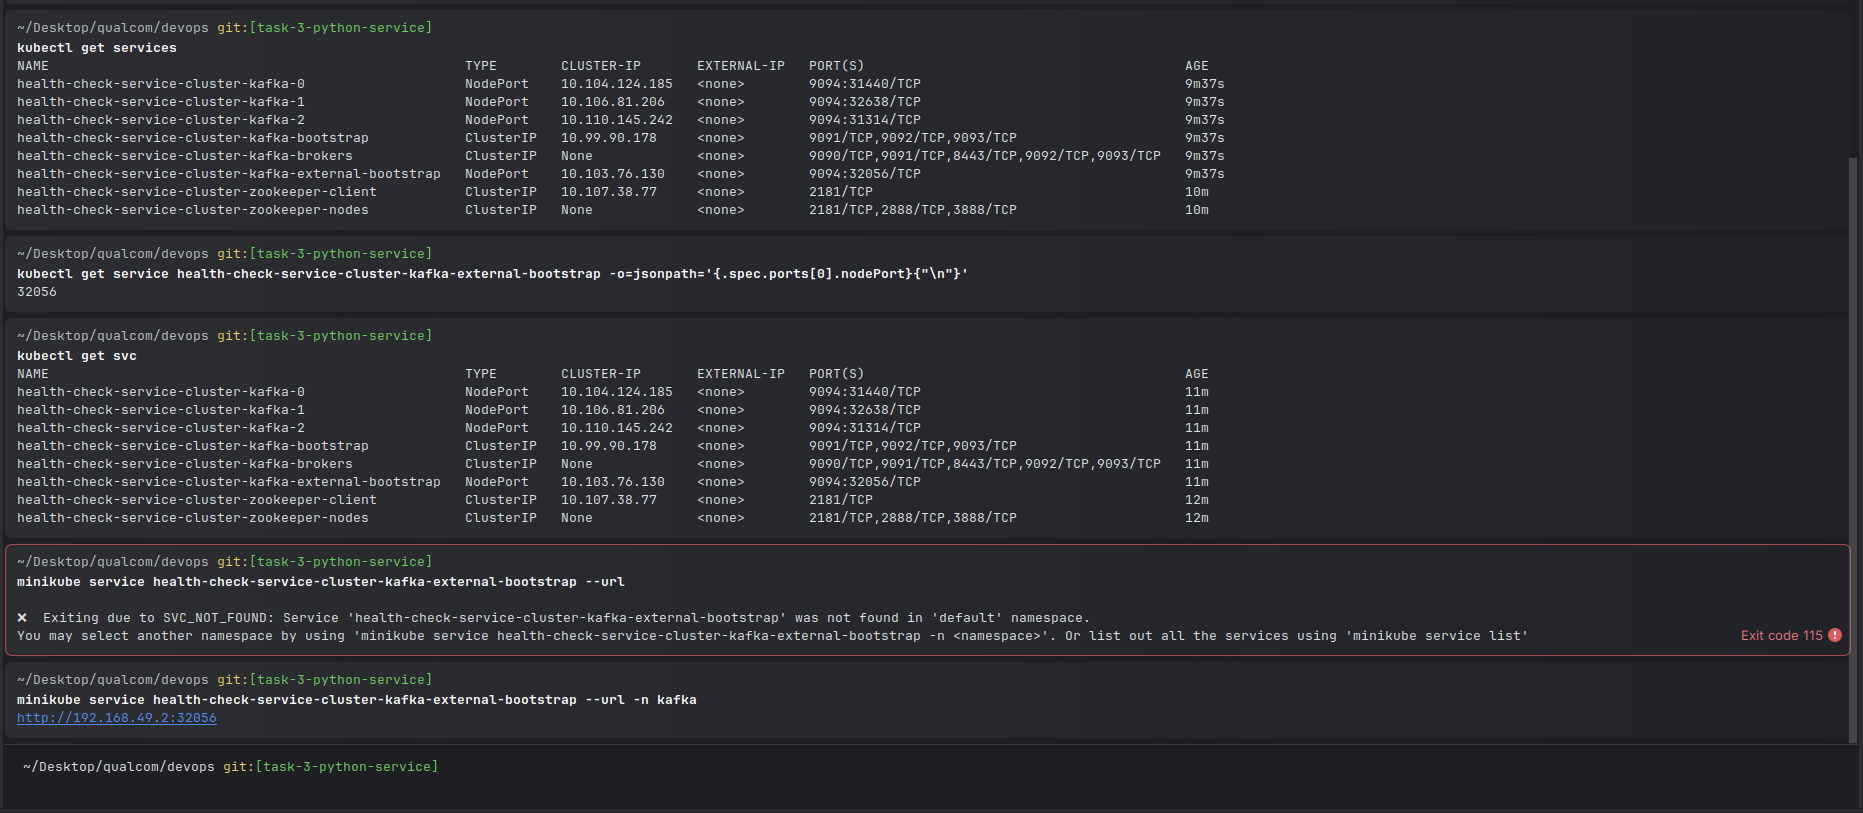 ~/Desktop/qualcom/devops git:[task-3-python-service]
kubectl get services
NAME TYPE CLUSTER-IP EXTERNAL-IP PORT(S) AGE
health-check-service-cluster-kafka-0 NodePort 10.104.124.185 <none> 9094:31440/TCP 9m37s
health-check-service-cluster-kafka-1 NodePort 10.106.81.206 <none> 9094:32638/TCP 9m37s
health-check-service-cluster-kafka-2 NodePort 10.110.145.242 <none> 9094:31314/TCP 9m37s
health-check-service-cluster-kafka-bootstrap ClusterIP 10.99.90.178 <none> 9091/TCP,9092/TCP,9093/TCP 9m37s
health-check-service-cluster-kafka-brokers ClusterIP None <none> 9090/TCP,9091/TCP,8443/TCP,9092/TCP,9093/TCP 9m37s
health-check-service-cluster-kafka-external-bootstrap NodePort 10.103.76.130 <none> 9094:32056/TCP 9m37s
health-check-service-cluster-zookeeper-client ClusterIP 10.107.38.77 <none> 2181/TCP 10m
health-check-service-cluster-zookeeper-nodes ClusterIP None <none> 2181/TCP,2888/TCP,3888/TCP 10m
~/Desktop/qualcom/devops git:[task-3-python-service]
kubectl get service health-check-service-cluster-kafka-external-bootstrap -o=jsonpath='{.spec.ports[0].nodePort}{"\n"}'
32056
~/Desktop/qualcom/devops git:[task-3-python-service]
kubectl get svc
NAME TYPE CLUSTER-IP EXTERNAL-IP PORT(S) AGE
health-check-service-cluster-kafka-0 NodePort 10.104.124.185 <none> 9094:31440/TCP 11m
health-check-service-cluster-kafka-1 NodePort 10.106.81.206 <none> 9094:32638/TCP 11m
health-check-service-cluster-kafka-2 NodePort 10.110.145.242 <none> 9094:31314/TCP 11m
health-check-service-cluster-kafka-bootstrap ClusterIP 10.99.90.178 <none> 9091/TCP,9092/TCP,9093/TCP 11m
health-check-service-cluster-kafka-brokers ClusterIP None <none> 9090/TCP,9091/TCP,8443/TCP,9092/TCP,9093/TCP 11m
health-check-service-cluster-kafka-external-bootstrap NodePort 10.103.76.130 <none> 9094:32056/TCP 11m
health-check-service-cluster-zookeeper-client ClusterIP 10.107.38.77 <none> 2181/TCP 12m
health-check-service-cluster-zookeeper-nodes ClusterIP None <none> 2181/TCP,2888/TCP,3888/TCP 12m
~/Desktop/qualcom/devops git:[task-3-python-service]
minikube service health-check-service-cluster-kafka-external-bootstrap --url
❌ Exiting due to SVC_NOT_FOUND: Service 'health-check-service-cluster-kafka-external-bootstrap' was not found in 'default' namespace.
You may select another namespace by using 'minikube service health-check-service-cluster-kafka-external-bootstrap -n <namespace>'. Or list out all the services using 'minikube service list'
Exit code 115
~/Desktop/qualcom/devops git:[task-3-python-service]
minikube service health-check-service-cluster-kafka-external-bootstrap --url -n kafka
http://192.168.49.2:32056
~/Desktop/qualcom/devops git:[task-3-python-service]